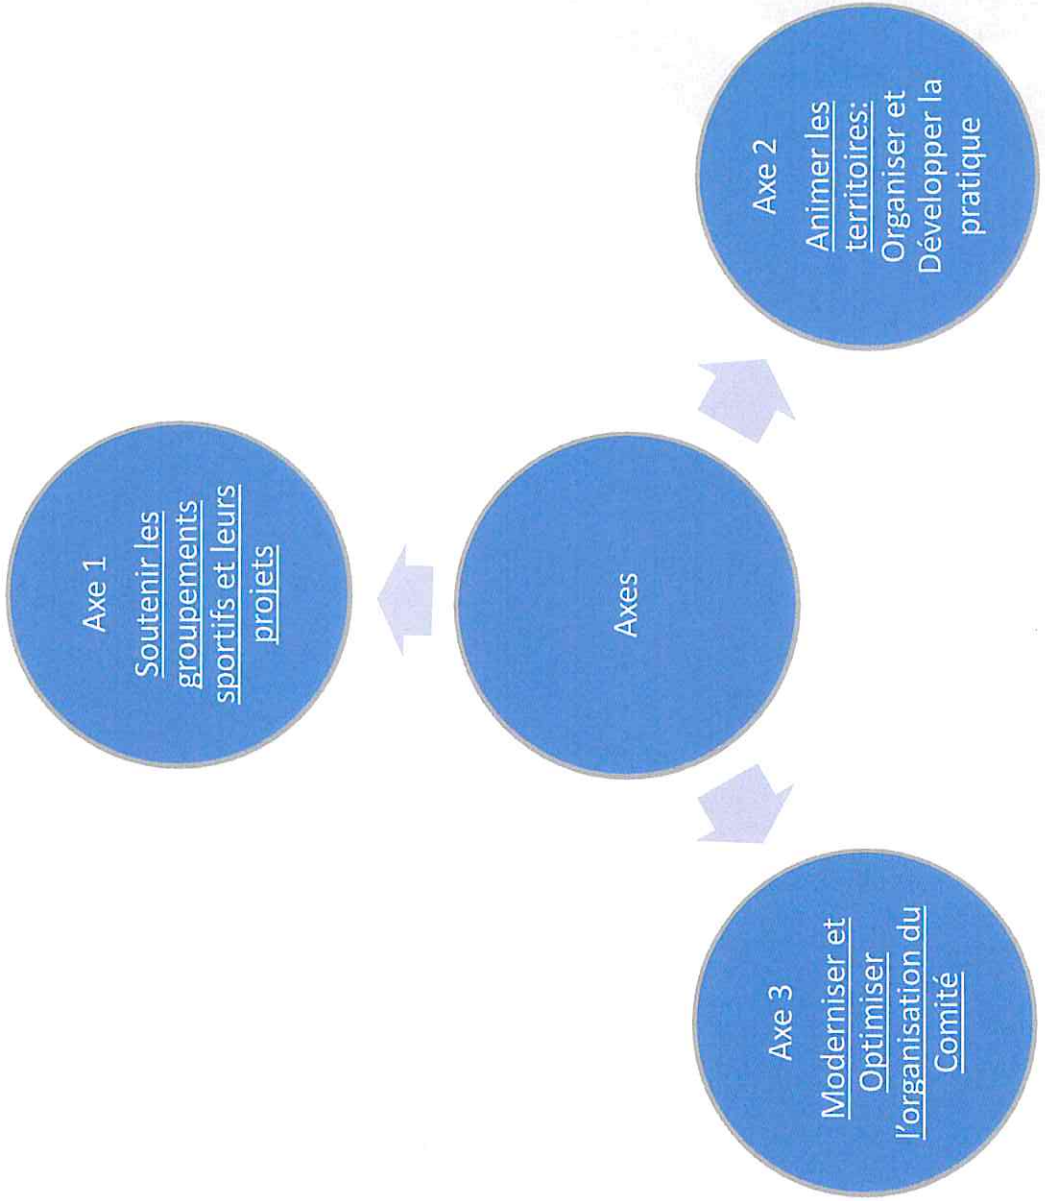 Axe 1
Soutenir les
groupements
sportifs et leurs
projets
Axes
Axe 2
Animer les
territoires:
Organiser et
Développer la
pratique
Axe 3
Moderniser et
Optimiser
l'organisation du
Comité